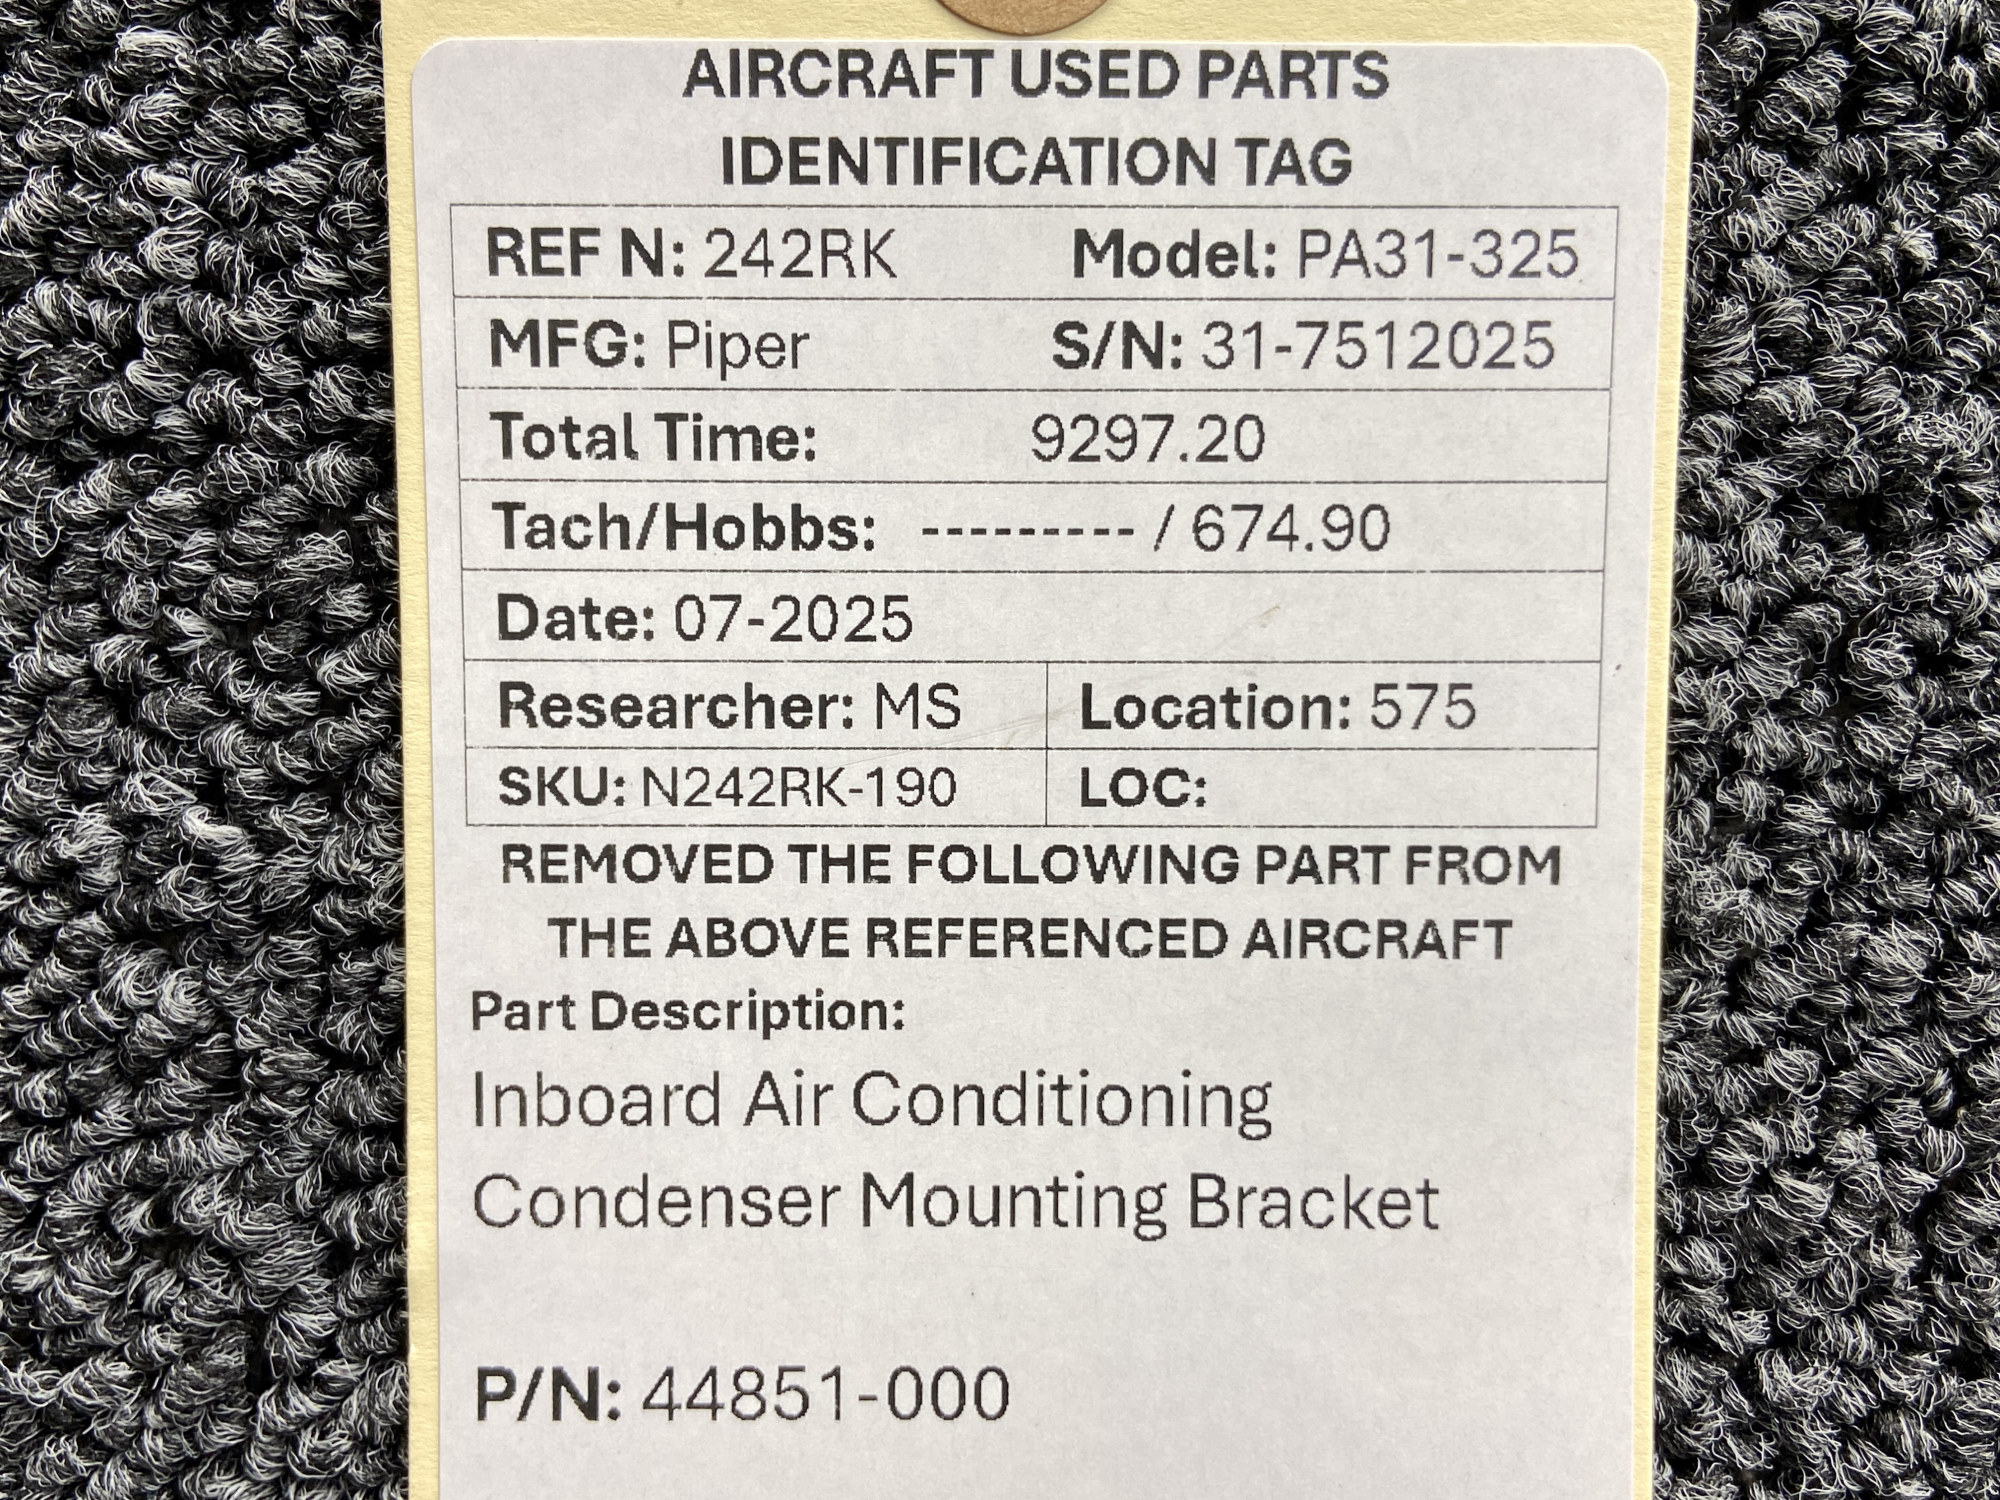 AIRCRAFT USED PARTS
IDENTIFICATION TAG
REF N: 242RK Model: PA31-325
MFG: Piper S/N: 31-7512025
Total Time: 9297.20
Tach/Hobbs: --------- / 674.90
Date: 07-2025
Researcher: MS Location: 575
SKU: N242RK-190 LOC:
REMOVED THE FOLLOWING PART FROM
THE ABOVE REFERENCED AIRCRAFT
Part Description:
Inboard Air Conditioning
Condenser Mounting Bracket
P/N: 44851-000